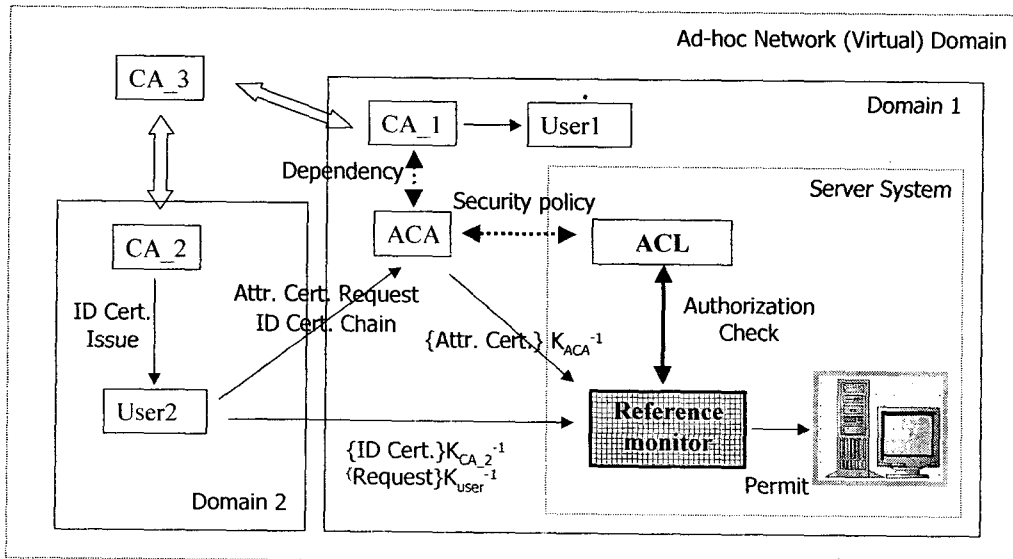 Ad-hoc Network (Virtual) Domain
CA_3
Domain 1
CA_1
User1
Dependency
Server System
Security policy
CA_2
ACA
ACL
ID Cert.
Issue
Attr. Cert. Request
ID Cert. Chain
Authorization
Check
{Attr. Cert.} K_ACA^-1
User2
Reference
monitor
{ID Cert.}K_CA_2^-1
{Request}K_user^-1
Permit
Domain 2